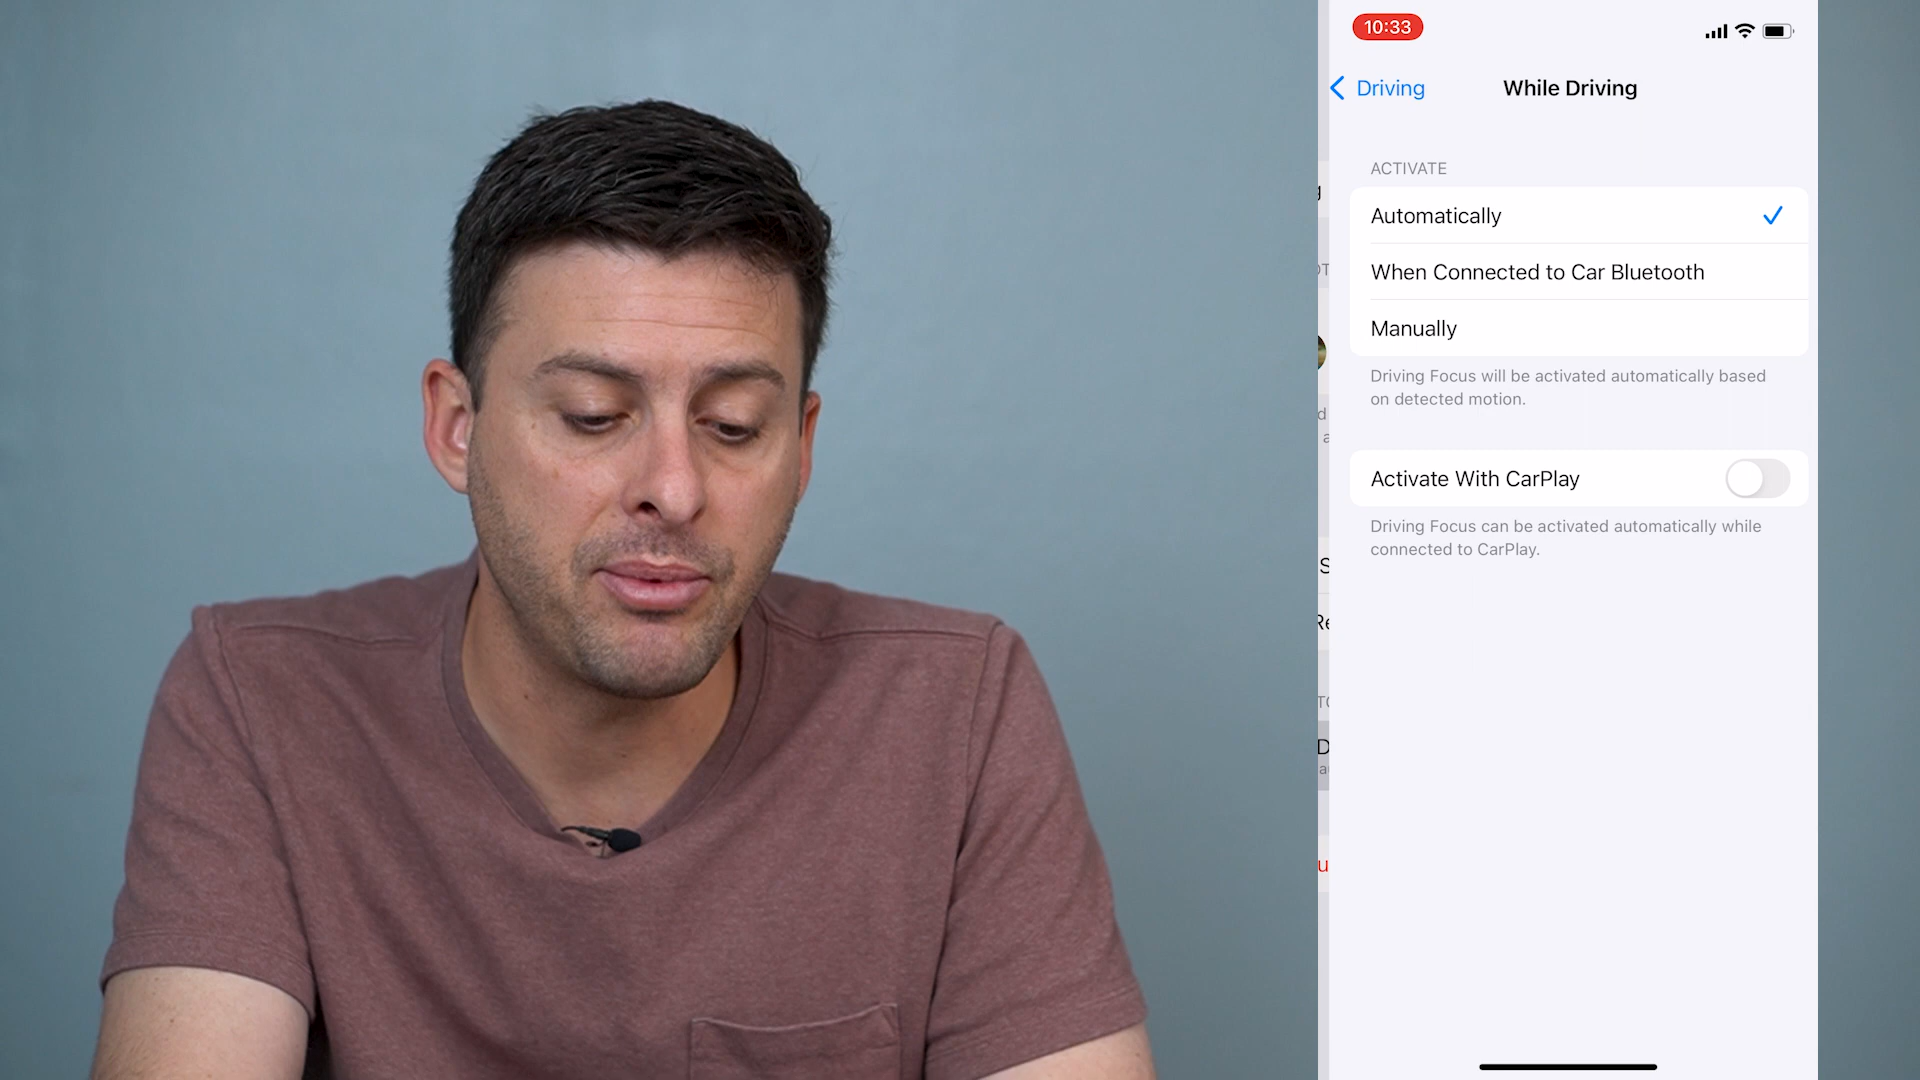 10:33
Driving
While Driving
ACTIVATE
Automatically
When Connected to Car Bluetooth
Manually
Driving Focus will be activated automatically based
on detected motion.
Activate With CarPlay
Driving Focus can be activated automatically while
connected to CarPlay.